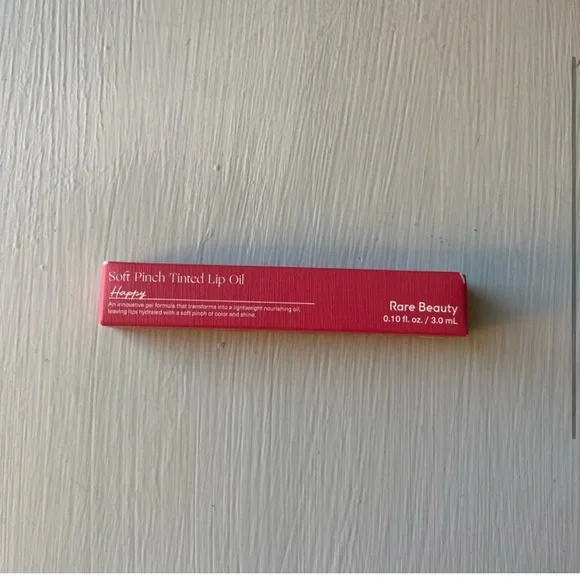 Soft Pinch Tinted Lip Oil
Happy
An innovative gel formula that transforms into a lightweight nourishing oil,
leaving lips hydrated with a soft pinch of color and shine.
Rare Beauty
0.10 fl. oz. / 3.0 mL